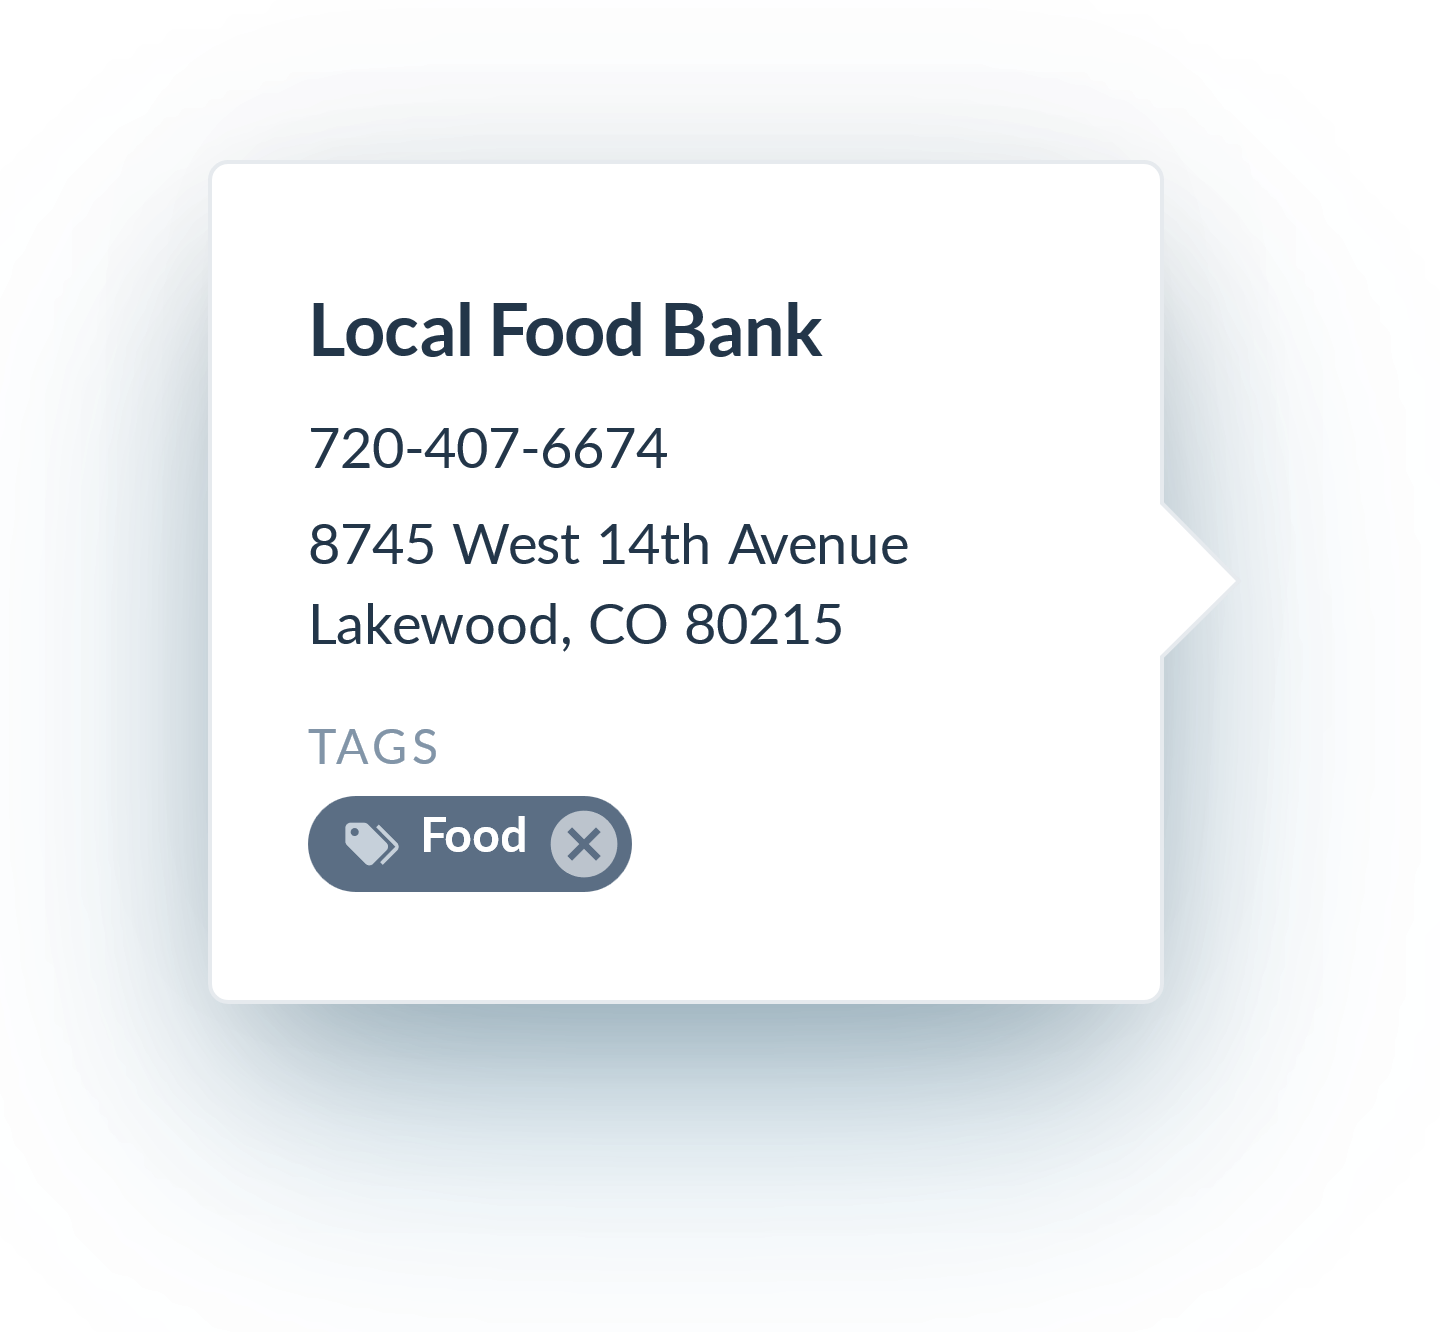 Local Food Bank
720-407-6674
8745 West 14th Avenue
Lakewood, CO 80215
TAGS
Food